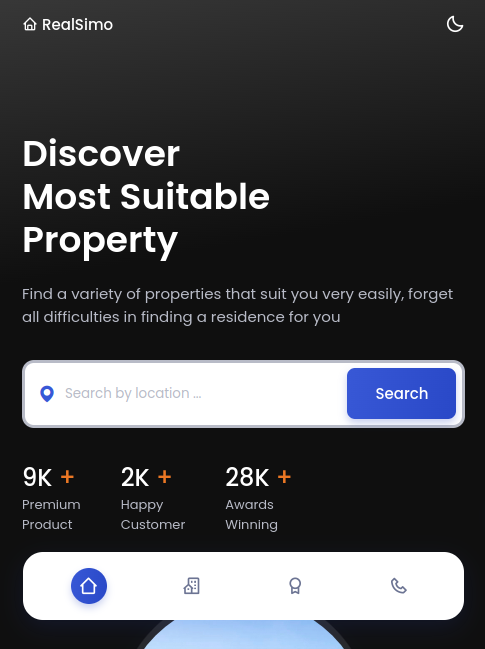 RealSimo
Discover
Most Suitable
Property
Find a variety of properties that suit you very easily, forget
all difficulties in finding a residence for you
Search by location ...
Search
9K +
2K +
28K +
Premium
Product
Happy
Customer
Awards
Winning